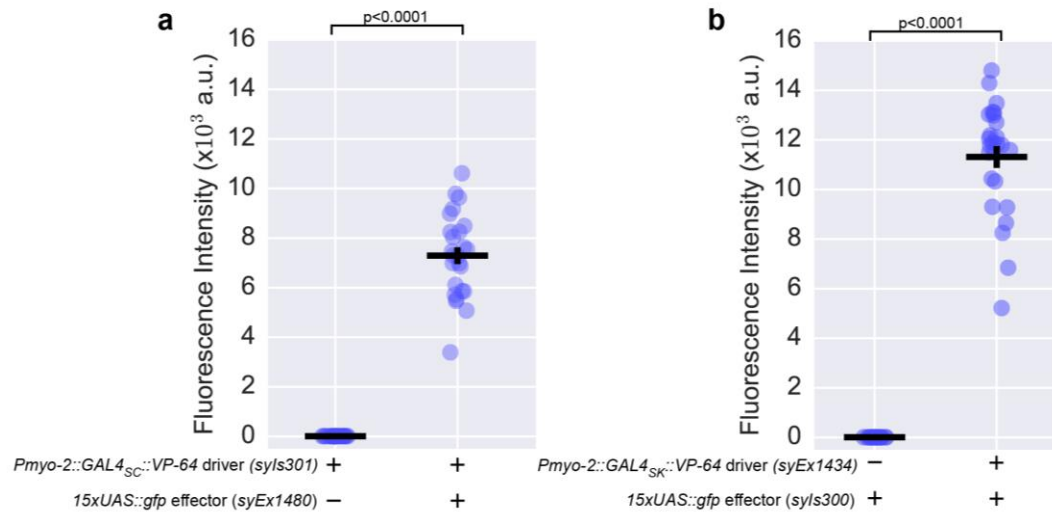 a
p<0.0001
Fluorescence Intensity (x10³ a.u.)
16
14
12
10
8
6
4
2
0
Pmyo-2::GAL4SC::VP-64 driver (syIs301) + +
15xUAS::gfp effector (syEx1480) − +
b
p<0.0001
Fluorescence Intensity (x10³ a.u.)
16
14
12
10
8
6
4
2
0
Pmyo-2::GAL4SK::VP-64 driver (syEx1434) − +
15xUAS::gfp effector (syIs300) + +